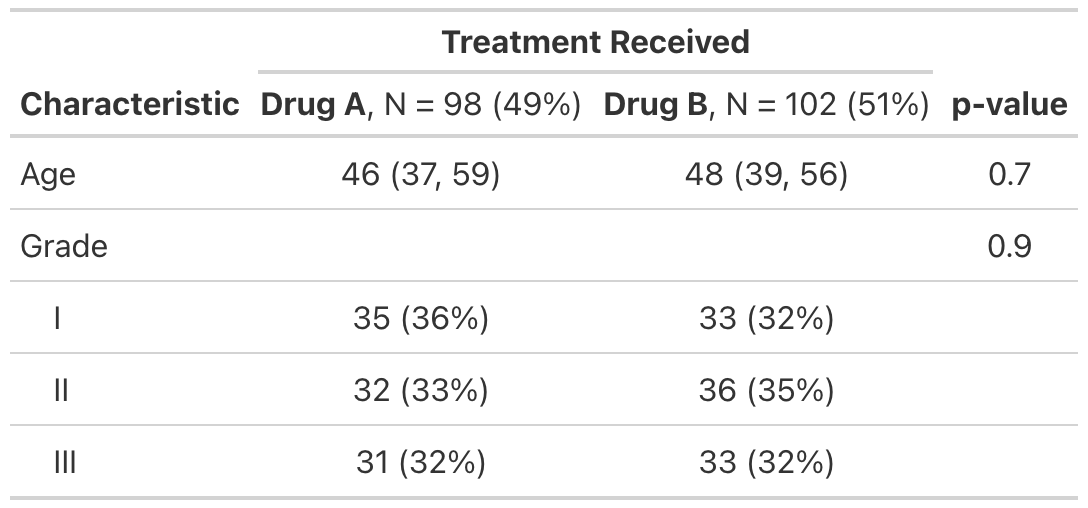 Treatment Received
Characteristic Drug A, N = 98 (49%) Drug B, N = 102 (51%) p-value
Age 46 (37, 59) 48 (39, 56) 0.7
Grade 0.9
I 35 (36%) 33 (32%)
II 32 (33%) 36 (35%)
III 31 (32%) 33 (32%)